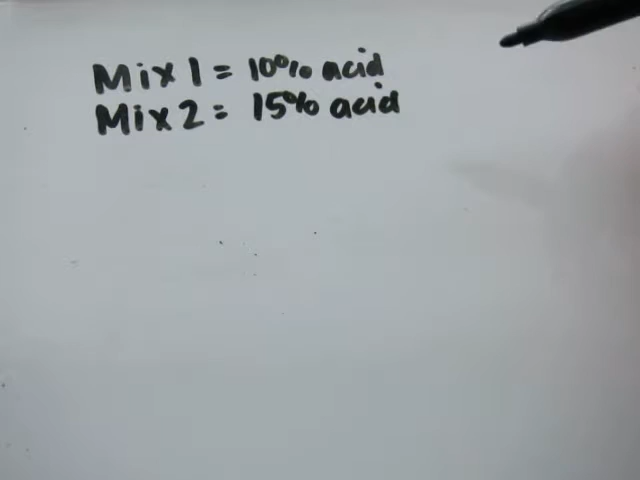 Mix 1 = 10% acid
Mix 2 = 15% acid